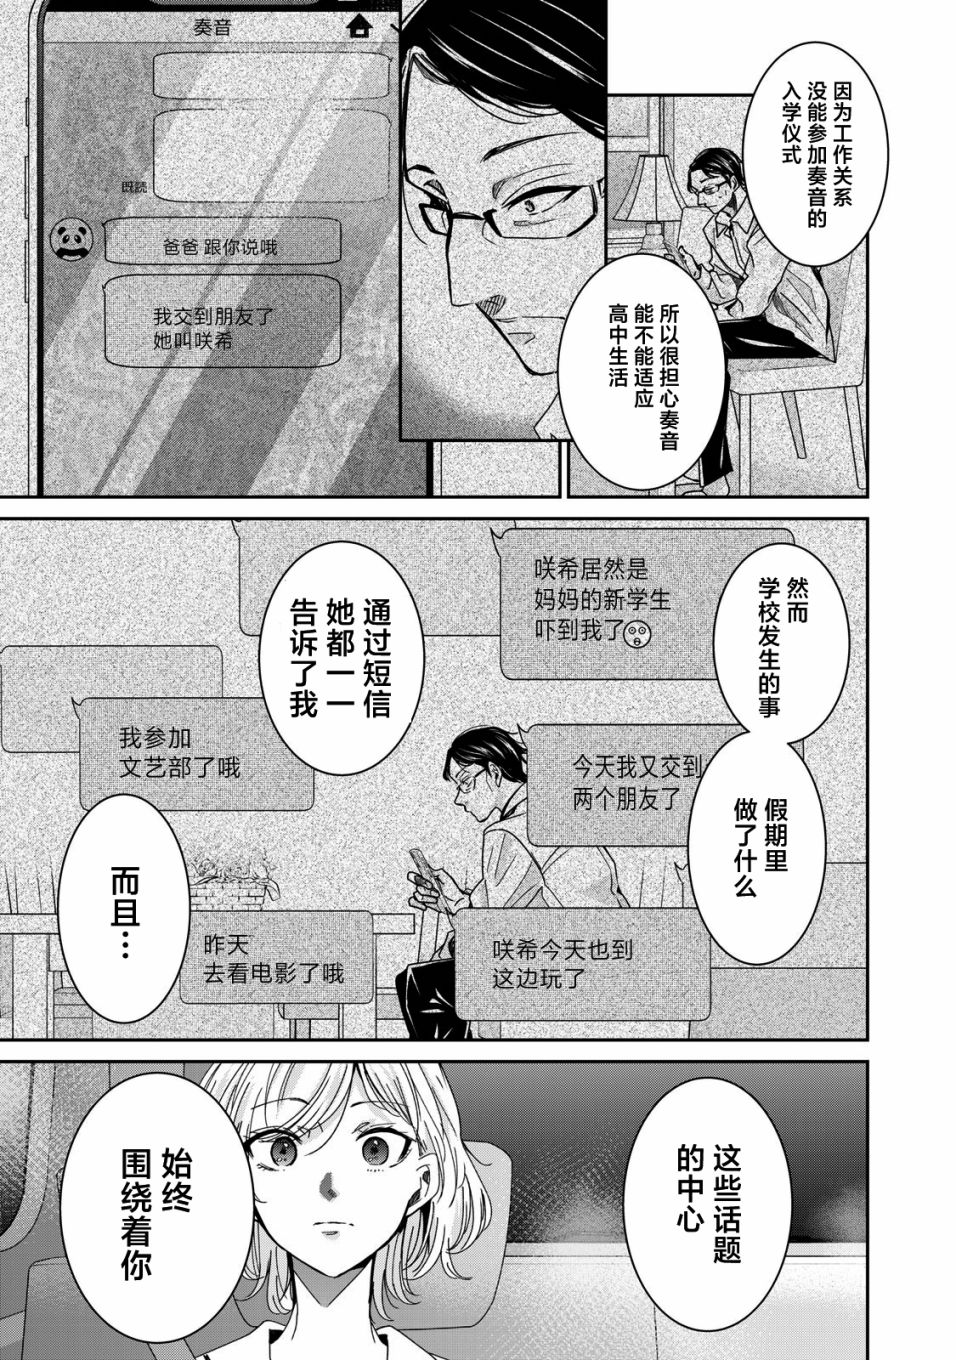 因为工作关系
没能参加奏音的
入学仪式
所以很担心奏音
能不能适应
高中生活
奏音
既読
爸爸 跟你说哦
我交到朋友了
她叫咲希
然而
学校发生的事
假期里
做了什么
咲希居然是
妈妈的新学生
吓到我了
今天我又交到
两个朋友了
咲希今天也到
这边玩了
通过短信
她都一一
告诉了我
我参加
文艺部了哦
昨天
去看电影了哦
而且…
这些话题
的中心
始终
围绕着你